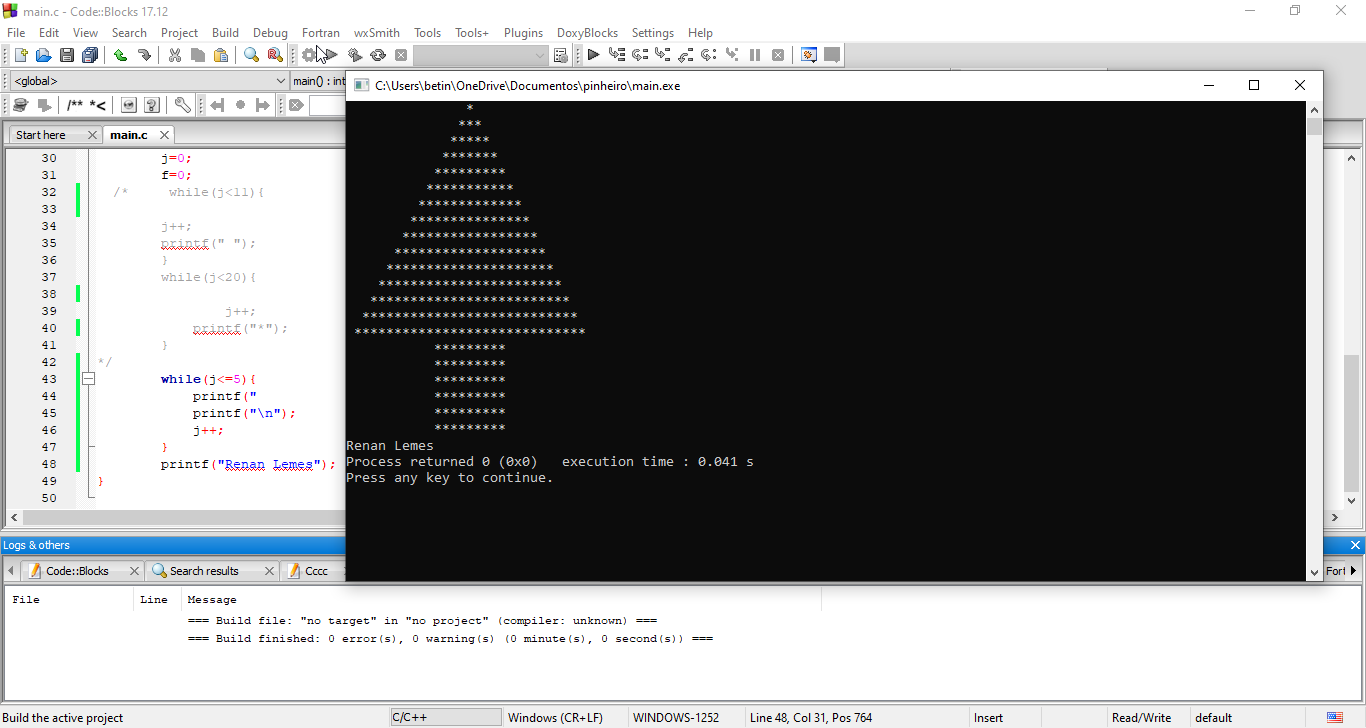 main.c - Code::Blocks 17.12
File Edit View Search Project Build Debug Fortran wxSmith Tools Tools+ Plugins DoxyBlocks Settings Help
<global> main() : int
/** *<
Start here main.c
30 j=0;
31 f=0;
32 /* while(j<11){
33
34 j++;
35 printf(" ");
36 }
37 while(j<20){
38
39 j++;
40 printf("*");
41 }
42 */
43 while(j<=5){
44 printf("
45 printf("\n");
46 j++;
47 }
48 printf("Renan Lemes");
49 }
50
C:\Users\betin\OneDrive\Documentos\pinheiro\main.exe
*
***
*****
*******
*********
***********
*************
***************
*****************
*******************
*********************
***********************
*************************
***************************
*****************************
*********
*********
*********
*********
*********
*********
Renan Lemes
Process returned 0 (0x0) execution time : 0.041 s
Press any key to continue.
Logs & others
Code::Blocks Search results Cccc Fort
File Line Message
=== Build file: "no target" in "no project" (compiler: unknown) ===
=== Build finished: 0 error(s), 0 warning(s) (0 minute(s), 0 second(s)) ===
Build the active project C/C++ Windows (CR+LF) WINDOWS-1252 Line 48, Col 31, Pos 764 Insert Read/Write default